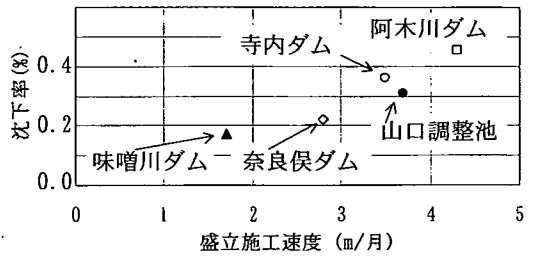 阿木川ダム
寺内ダム
0.4
沈下率(%)
0.2
山口調整池
味噌川ダム
奈良俣ダム
0.0
0 1 2 3 4 5
盛立施工速度 (m/月)